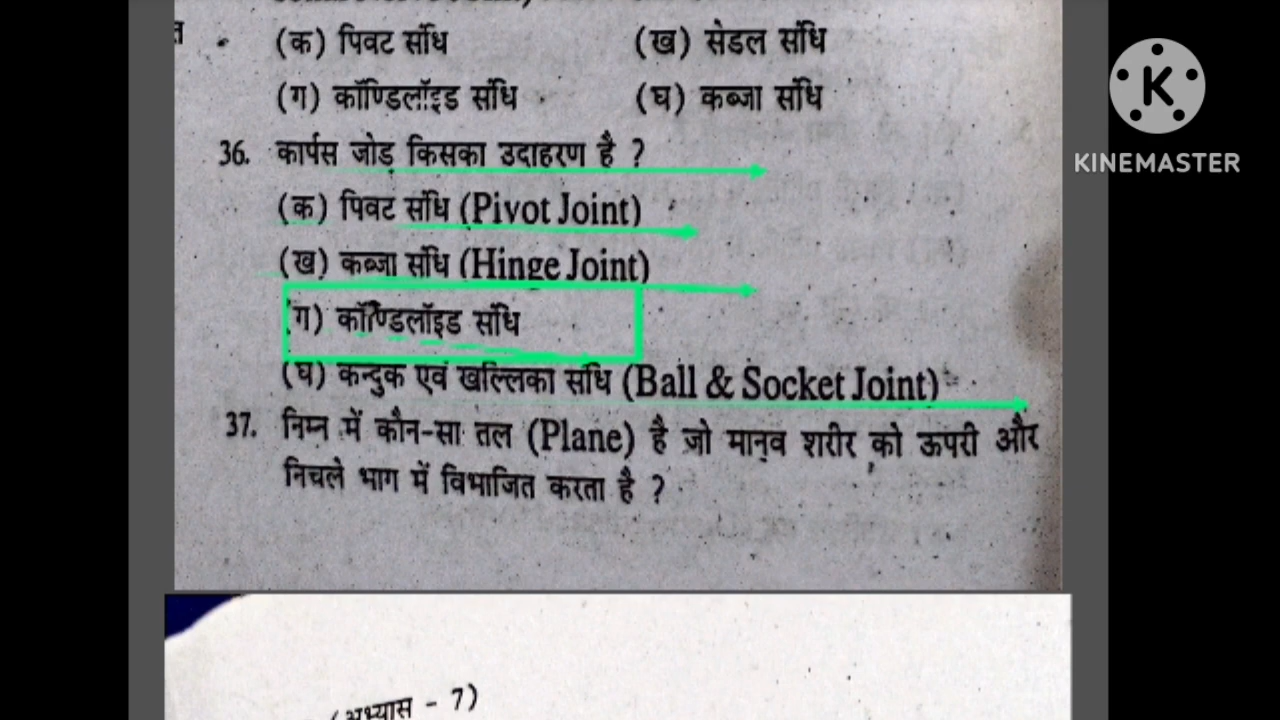 (क) पिवट संधि (ख) सेडल संधि
(ग) कॉण्डिलॉइड संधि (घ) कब्जा संधि
36. कार्पस जोड़ किसका उदाहरण है ?
(क) पिवट संधि (Pivot Joint)
(ख) कब्जा संधि (Hinge Joint)
ग) कॉण्डिलॉइड संधि
(घ) कन्दुक एवं खल्लिका संधि (Ball & Socket Joint)
37. निम्न में कौन-सा तल (Plane) है जो मानव शरीर को ऊपरी और
निचले भाग में विभाजित करता है ?
(अभ्यास - 7)
KINEMASTER